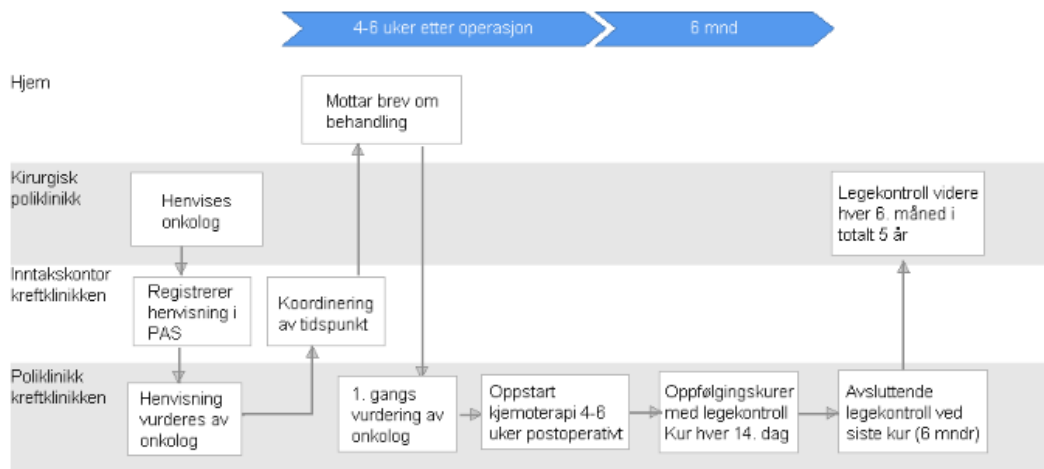 4-6 uker etter operasjon
6 mnd
Hjem
Mottar brev om
behandling
Kirurgisk
poliklinikk
Henvises
onkolog
Legekontroll videre
hver 6. måned i
totalt 5 år
Inntakskontor
kreftklinikken
Registrerer
henvisning i
PAS
Koordinering
av tidspunkt
Poliklinikk
kreftklinikken
Henvisning
vurderes av
onkolog
1. gangs
vurdering av
onkolog
Oppstart
kjemoterapi 4-6
uker postoperativt
Oppfølgingskurer
med legekontroll
Kur hver 14. dag
Avsluttende
legekontroll ved
siste kur (6 mndr)